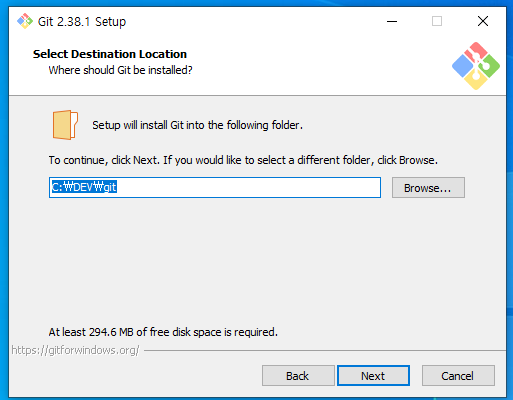 Git 2.38.1 Setup
Select Destination Location
Where should Git be installed?
Setup will install Git into the following folder.
To continue, click Next. If you would like to select a different folder, click Browse.
C:₩DEV₩git
Browse...
At least 294.6 MB of free disk space is required.
https://gitforwindows.org/
Back
Next
Cancel